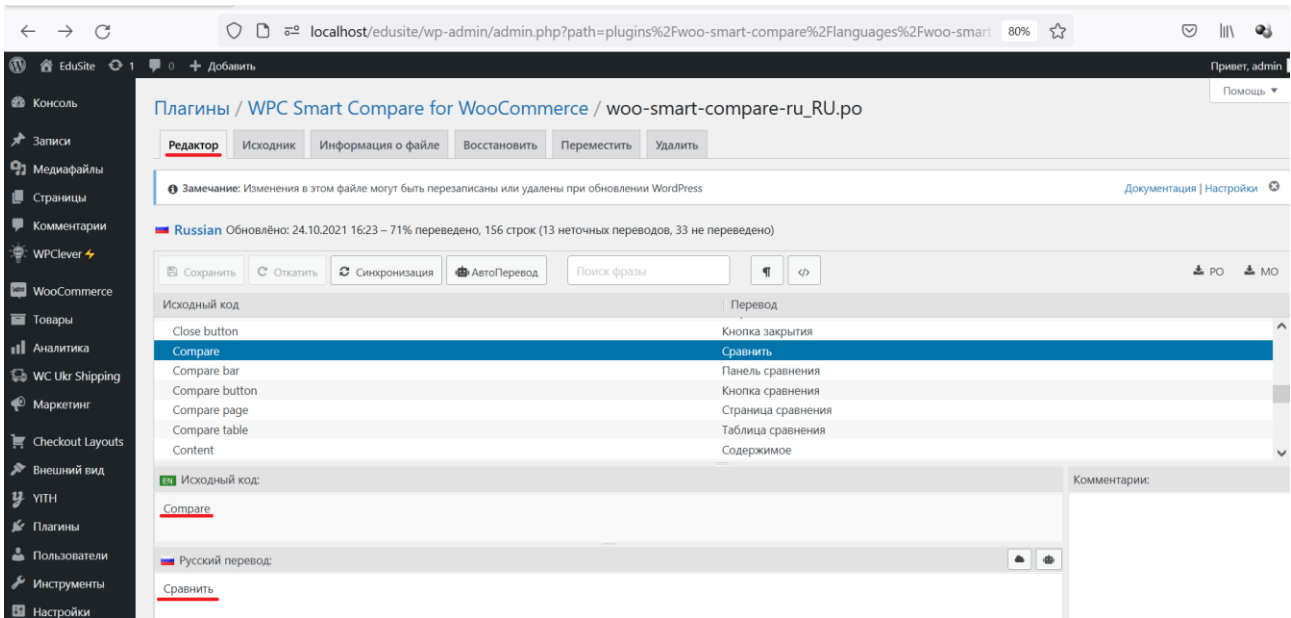 localhost/edusite/wp-admin/admin.php?path=plugins%2Fwoo-smart-compare%2Flanguages%2Fwoo-smart 80%
EduSite 1 0 + Добавить Привет, admin
Помощь ▼
Консоль
Записи
Медиафайлы
Страницы
Комментарии
WPClever
WooCommerce
Товары
Аналитика
WC Ukr Shipping
Маркетинг
Checkout Layouts
Внешний вид
YITH
Плагины
Пользователи
Инструменты
Настройки
Плагины / WPC Smart Compare for WooCommerce / woo-smart-compare-ru_RU.po
Редактор Исходник Информация о файле Восстановить Переместить Удалить
Замечание: Изменения в этом файле могут быть перезаписаны или удалены при обновлении WordPress Документация | Настройки
Russian Обновлёно: 24.10.2021 16:23 – 71% переведено, 156 строк (13 неточных переводов, 33 не переведено)
Сохранить Откатить Синхронизация АвтоПеревод Поиск фразы ¶ </> PO MO
Исходный код Перевод
Close button Кнопка закрытия
Compare Сравнить
Compare bar Панель сравнения
Compare button Кнопка сравнения
Compare page Страница сравнения
Compare table Таблица сравнения
Content Содержимое
EN Исходный код: Комментарии:
Compare
Русский перевод:
Сравнить